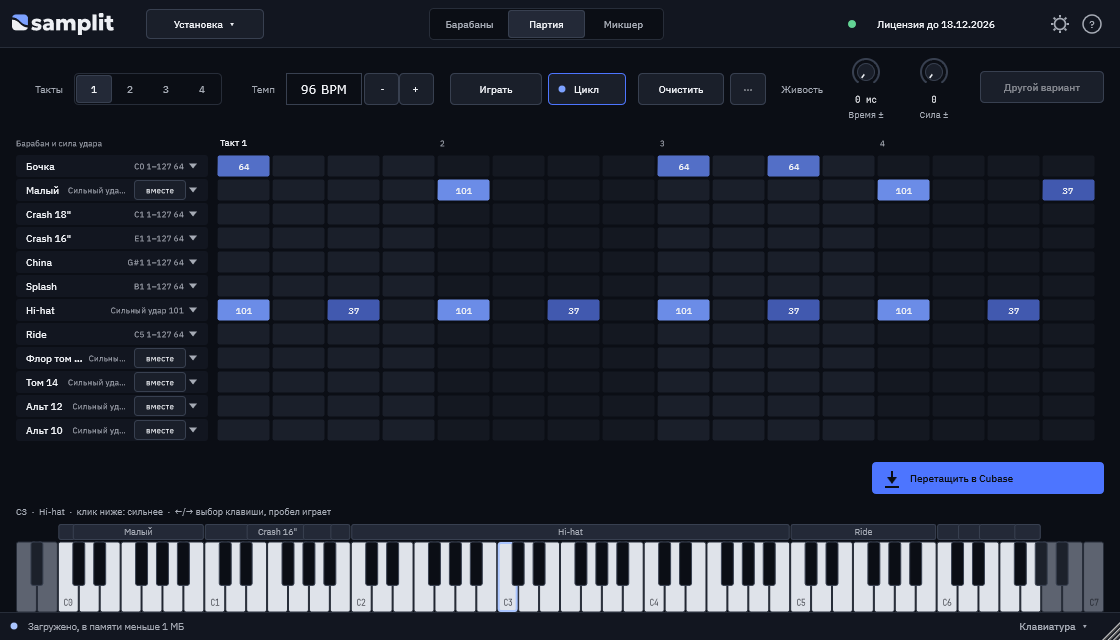 samplit Установка Барабаны Партия Микшер Лицензия до 18.12.2026 ?
Такты 1 2 3 4 Темп 96 BPM - + Играть Цикл Очистить ... Живость 0 мс Время ± 0 Сила ± Другой вариант
Барабан и сила удара Такт 1 2 3 4
Бочка C0 1–127 64 64 64 64
Малый Сильный уда... вместе 101 101 37
Crash 18" C1 1–127 64
Crash 16" E1 1–127 64
China G#1 1–127 64
Splash B1 1–127 64
Hi-hat Сильный удар 101 101 37 101 37 101 37 101 37
Ride C5 1–127 64
Флор том ... Сильны... вместе
Том 14 Сильный уда... вместе
Альт 12 Сильный уд... вместе
Альт 10 Сильный уд... вместе
Перетащить в Cubase
C3 · Hi-hat · клик ниже: сильнее · ←/→ выбор клавиши, пробел играет
Малый Crash 16" Hi-hat Ride
C0 C1 C2 C3 C4 C5 C6 C7
Загружено, в памяти меньше 1 МБ Клавиатура